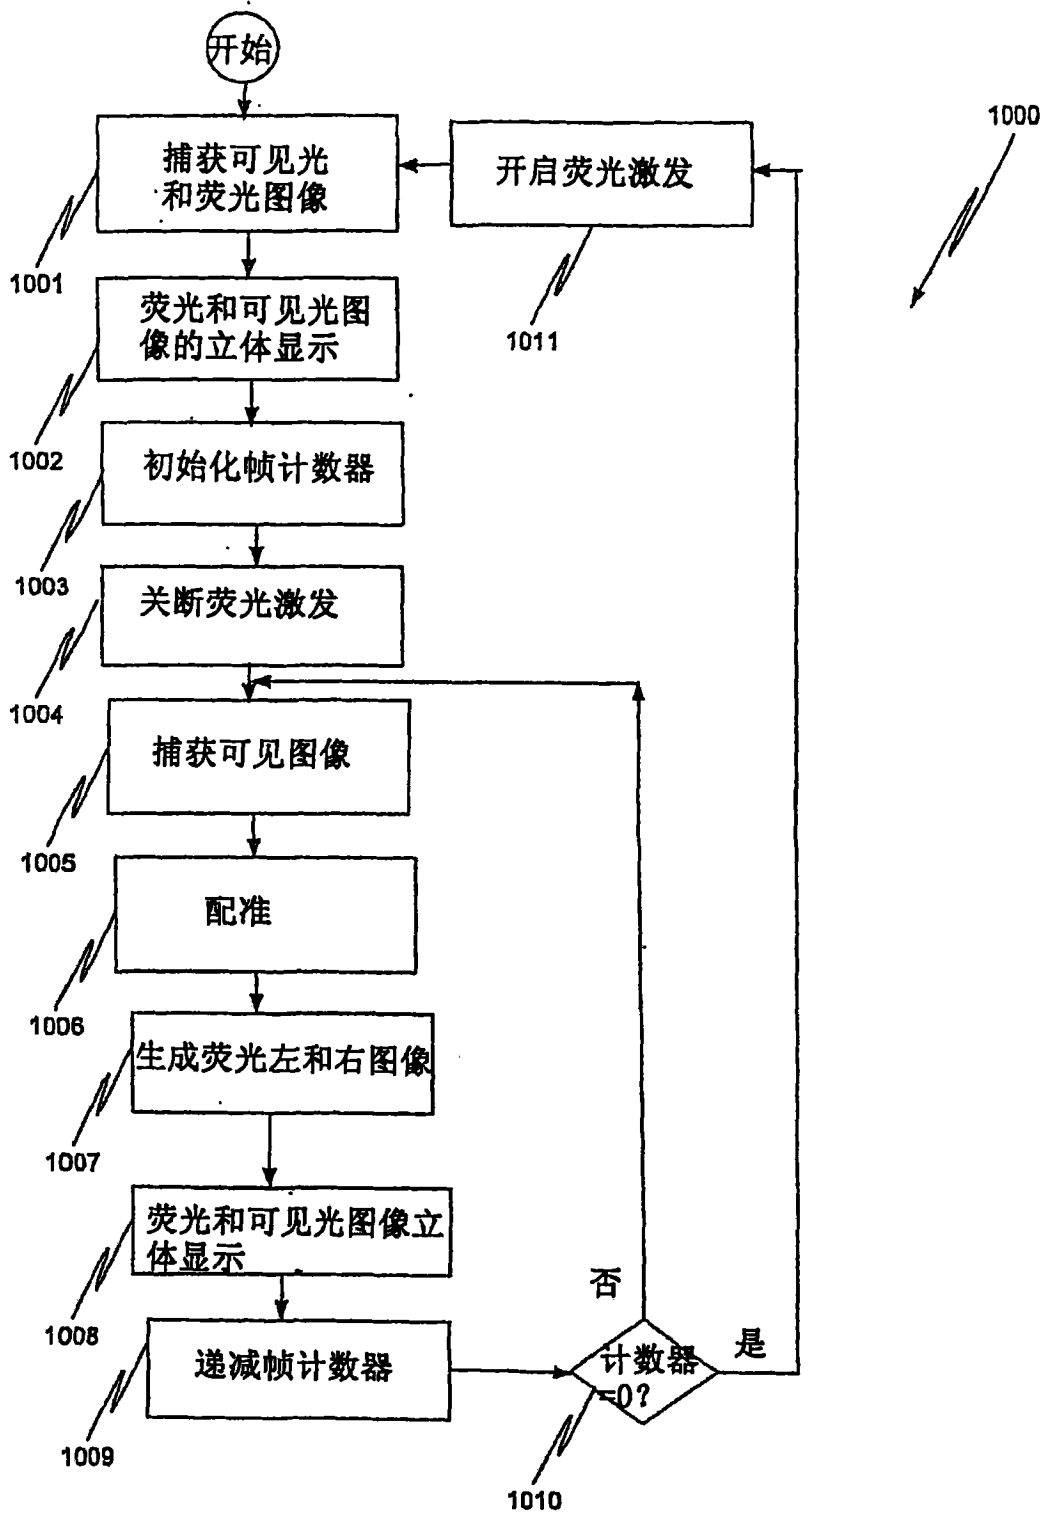 开始
1000
捕获可见光
和荧光图像
开启荧光激发
1001
1011
荧光和可见光图
像的立体显示
1002
初始化帧计数器
1003
关断荧光激发
1004
捕获可见图像
1005
配准
1006
生成荧光左和右图像
1007
荧光和可见光图像立
体显示
1008
否
是
递减帧计数器
计数器
=0?
1009
1010